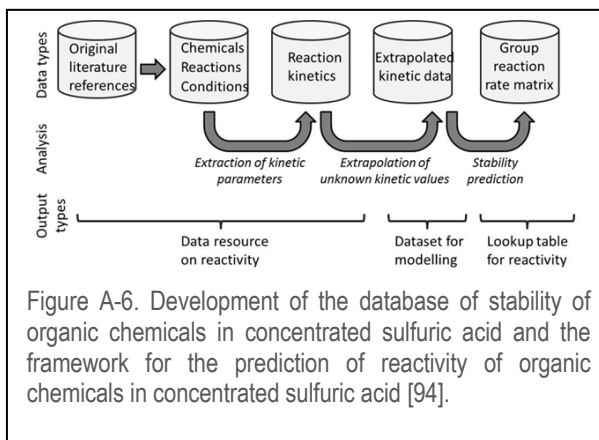 Data types
Original
literature
references
Chemicals
Reactions
Conditions
Reaction
kinetics
Extrapolated
kinetic data
Group
reaction
rate matrix
Analysis
Extraction of kinetic
parameters
Extrapolation of
unknown kinetic values
Stability
prediction
Output
types
Data resource
on reactivity
Dataset for
modelling
Lookup table
for reactivity
Figure A-6. Development of the database of stability of
organic chemicals in concentrated sulfuric acid and the
framework for the prediction of reactivity of organic
chemicals in concentrated sulfuric acid [94].